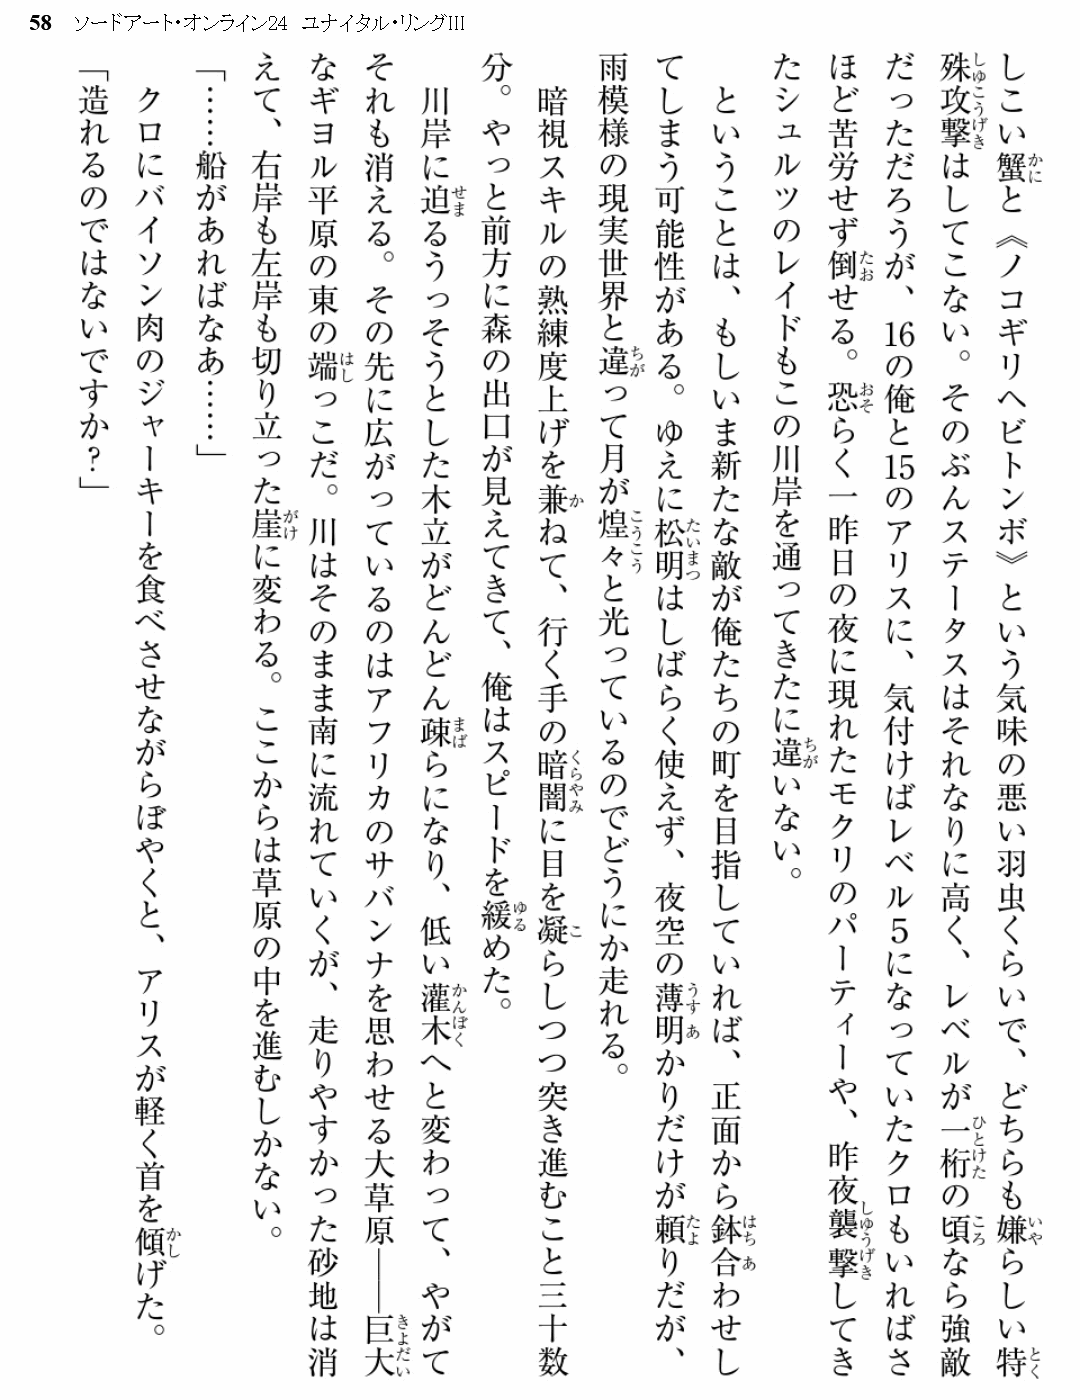 58 ソードアート・オンライン24 ユナイタル・リングIII
しこい蟹と《ノコギリヘビトンボ》という気味の悪い羽虫くらいで、どちらも嫌らしい特
殊攻撃はしてこない。そのぶんステータスはそれなりに高く、レベルが一桁の頃なら強敵
だっただろうが、16の俺と15のアリスに、気付けばレベル5になっていたクロもいればさ
ほど苦労せず倒せる。恐らく一昨日の夜に現れたモクリのパーティーや、昨夜襲撃してき
たシュルツのレイドもこの川岸を通ってきたに違いない。
ということは、もしいま新たな敵が俺たちの町を目指していれば、正面から鉢合わせし
てしまう可能性がある。ゆえに松明はしばらく使えず、夜空の薄明かりだけが頼りだが、
雨模様の現実世界と違って月が煌々と光っているのでどうにか走れる。
暗視スキルの熟練度上げを兼ねて、行く手の暗闇に目を凝らしつつ突き進むこと三十数
分。やっと前方に森の出口が見えてきて、俺はスピードを緩めた。
川岸に迫るうっそうとした木立がどんどん疎らになり、低い灌木へと変わって、やがて
それも消える。その先に広がっているのはアフリカのサバンナを思わせる大草原――巨大
なギヨル平原の東の端っこだ。川はそのまま南に流れていくが、走りやすかった砂地は消
えて、右岸も左岸も切り立った崖に変わる。ここからは草原の中を進むしかない。
「……船があればなあ……」
クロにバイソン肉のジャーキーを食べさせながらぼやくと、アリスが軽く首を傾げた。
「造れるのではないですか?」